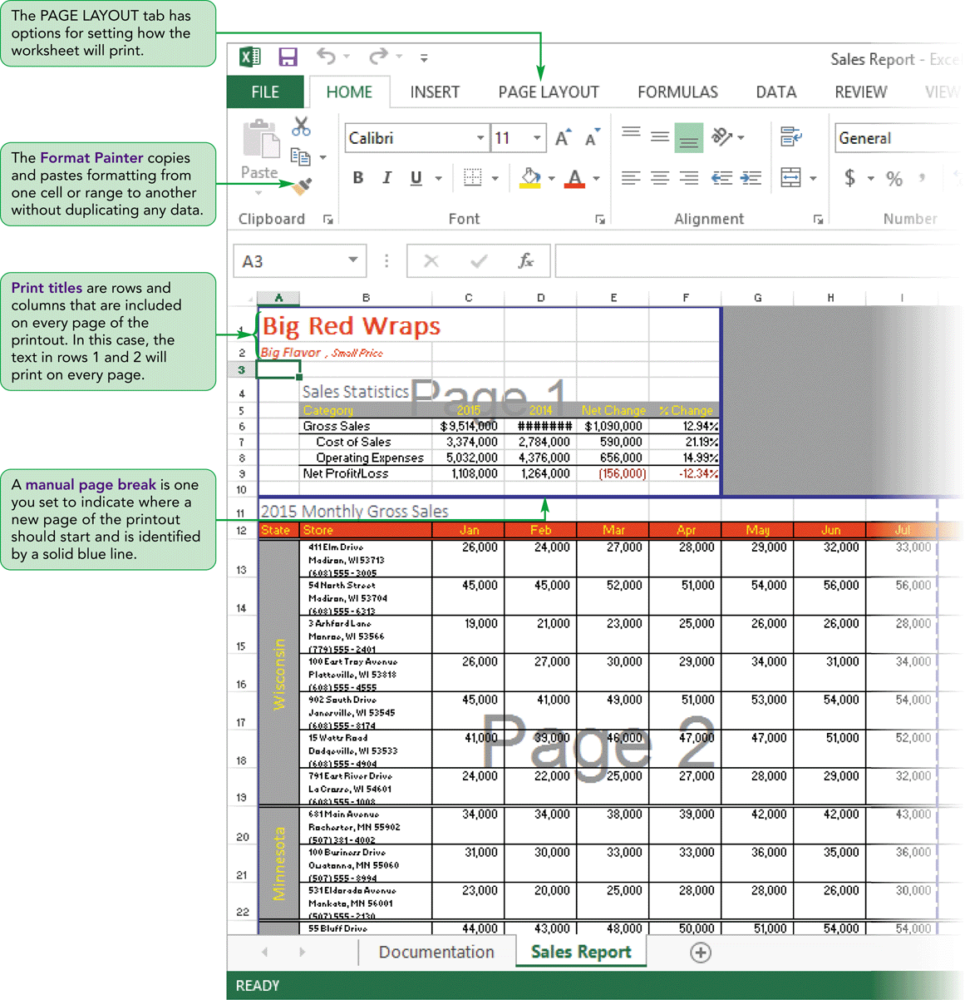 The PAGE LAYOUT tab has
options for setting how the
worksheet will print.
The Format Painter copies
and pastes formatting from
one cell or range to another
without duplicating any data.
Print titles are rows and
columns that are included
on every page of the
printout. In this case, the
text in rows 1 and 2 will
print on every page.
A manual page break is one
you set to indicate where a
new page of the printout
should start and is identified
by a solid blue line.
Sales Report - Exce
FILE HOME INSERT PAGE LAYOUT FORMULAS DATA REVIEW VIEW
Calibri 11 A A General
Paste
B I U A $ %
Clipboard Font Alignment Number
A3 fx
A B C D E F G H I
1 Big Red Wraps
2 Big Flavor , Small Price
3
4 Sales Statistics
Page 1
5 Category 2015 2014 Net Change % Change
6 Gross Sales $9,514,000 ####### $1,090,000 12.94%
7 Cost of Sales 3,374,000 2,784,000 590,000 21.19%
8 Operating Expenses 5,032,000 4,376,000 656,000 14.99%
9 Net Profit/Loss 1,108,000 1,264,000 (156,000) -12.34%
10
11 2015 Monthly Gross Sales
12 State Store Jan Feb Mar Apr May Jun Jul
Wisconsin
411 Elm Drive
Madison, WI 53713
13 (608) 555-3005 26,000 24,000 27,000 28,000 29,000 32,000 33,000
54 North Street
Madison, WI 53704
14 (608) 555-6313 45,000 45,000 52,000 51,000 54,000 56,000 56,000
3 Ashford Lane
Monroe, WI 53566
15 (779) 555-2401 19,000 21,000 23,000 25,000 26,000 26,000 28,000
100 East Troy Avenue
Platteville, WI 53818
16 (608) 555-4555 26,000 27,000 30,000 29,000 34,000 31,000 34,000
902 South Drive
Janesville, WI 53545
17 (608) 555-8174 45,000 41,000 49,000 51,000 53,000 54,000 54,000
Page 2
15 Watts Road
Dodgeville, WI 53533
18 (608) 555-4904 41,000 39,000 46,000 47,000 47,000 51,000 52,000
791 East River Drive
La Crosse, WI 54601
19 (608) 555-1008 24,000 22,000 25,000 27,000 28,000 29,000 32,000
Minnesota
681 Main Avenue
Rochester, MN 55902
20 (507) 381-4002 34,000 34,000 38,000 39,000 42,000 42,000 43,000
100 Business Drive
Owatonna, MN 55060
21 (507) 555-8994 31,000 30,000 33,000 33,000 36,000 35,000 36,000
531 Eldorado Avenue
Mankato, MN 56001
22 (507) 555-2130 23,000 20,000 25,000 28,000 28,000 26,000 30,000
55 Bluff Drive 44,000 43,000 48,000 50,000 51,000 54,000 54,000
Documentation Sales Report
READY